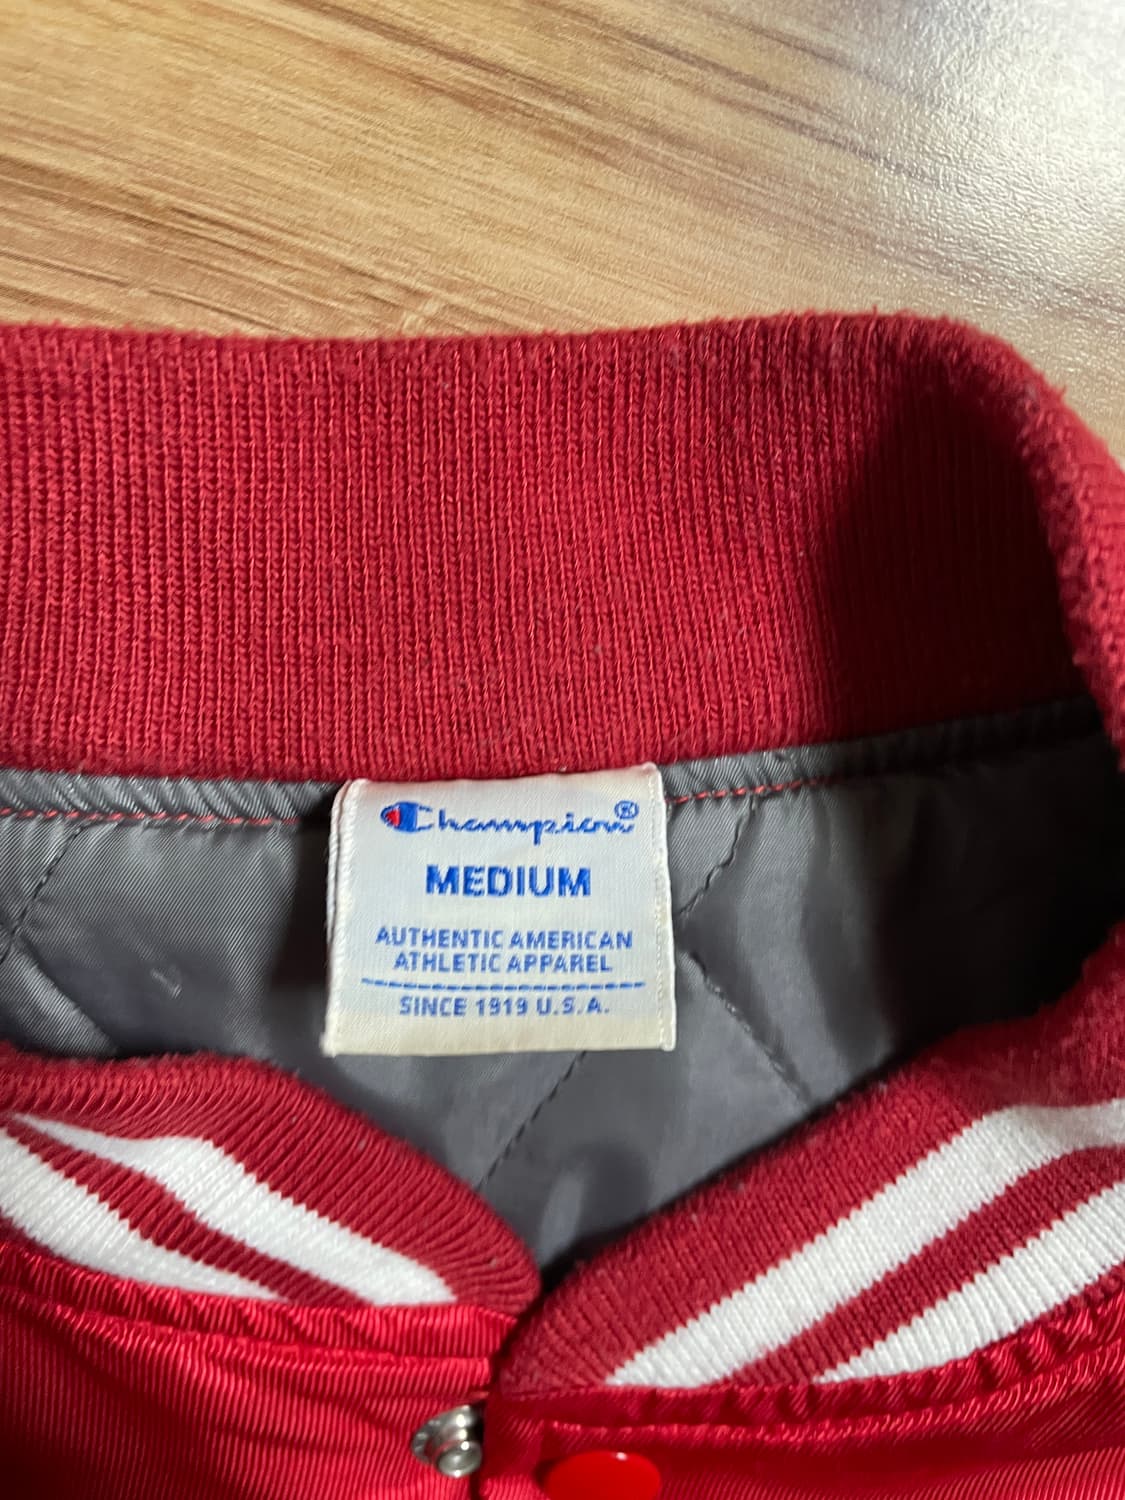 Champion®
MEDIUM
AUTHENTIC AMERICAN
ATHLETIC APPAREL
SINCE 1919 U.S.A.